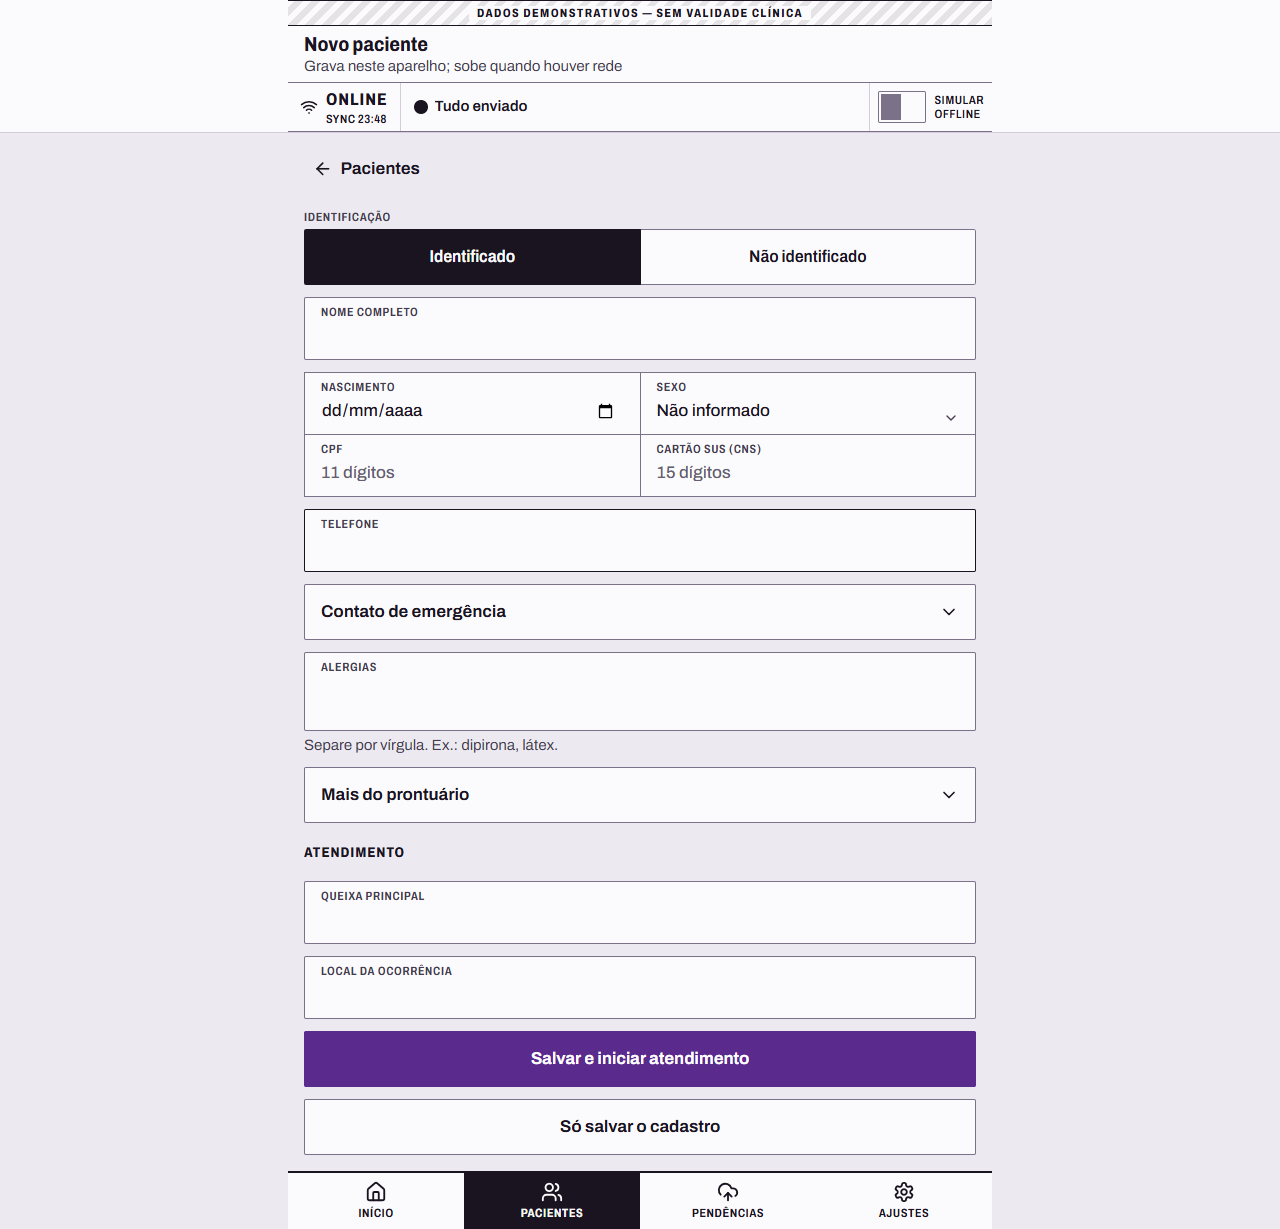 DADOS DEMONSTRATIVOS — SEM VALIDADE CLÍNICA
Novo paciente
Grava neste aparelho; sobe quando houver rede
ONLINE
SYNC 23:48
Tudo enviado
SIMULAR
OFFLINE
Pacientes
IDENTIFICAÇÃO
Identificado
Não identificado
NOME COMPLETO
NASCIMENTO
dd/mm/aaaa
SEXO
Não informado
CPF
11 dígitos
CARTÃO SUS (CNS)
15 dígitos
TELEFONE
Contato de emergência
ALERGIAS
Separe por vírgula. Ex.: dipirona, látex.
Mais do prontuário
ATENDIMENTO
QUEIXA PRINCIPAL
LOCAL DA OCORRÊNCIA
Salvar e iniciar atendimento
Só salvar o cadastro
INÍCIO
PACIENTES
PENDÊNCIAS
AJUSTES